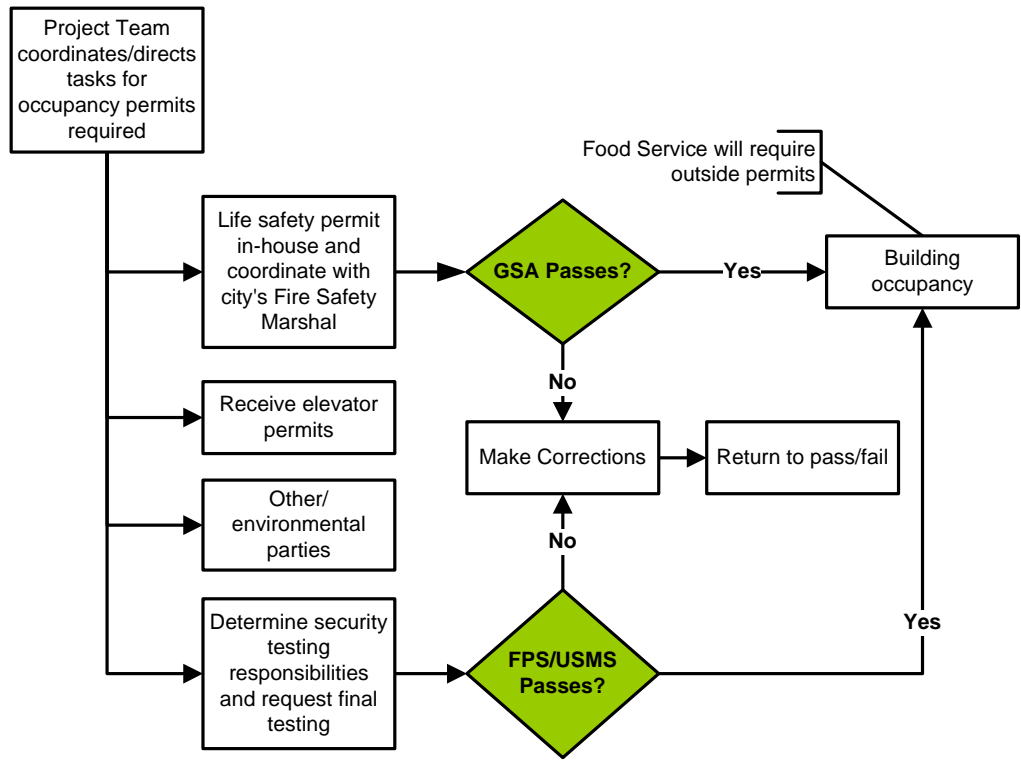 Project Team
coordinates/directs
tasks for
occupancy permits
required
Food Service will require
outside permits
Life safety permit
in-house and
coordinate with
city's Fire Safety
Marshal
GSA Passes?
Yes
Building
occupancy
No
Receive elevator
permits
Make Corrections
Return to pass/fail
Other/
environmental
parties
No
Determine security
testing
responsibilities
and request final
testing
FPS/USMS
Passes?
Yes